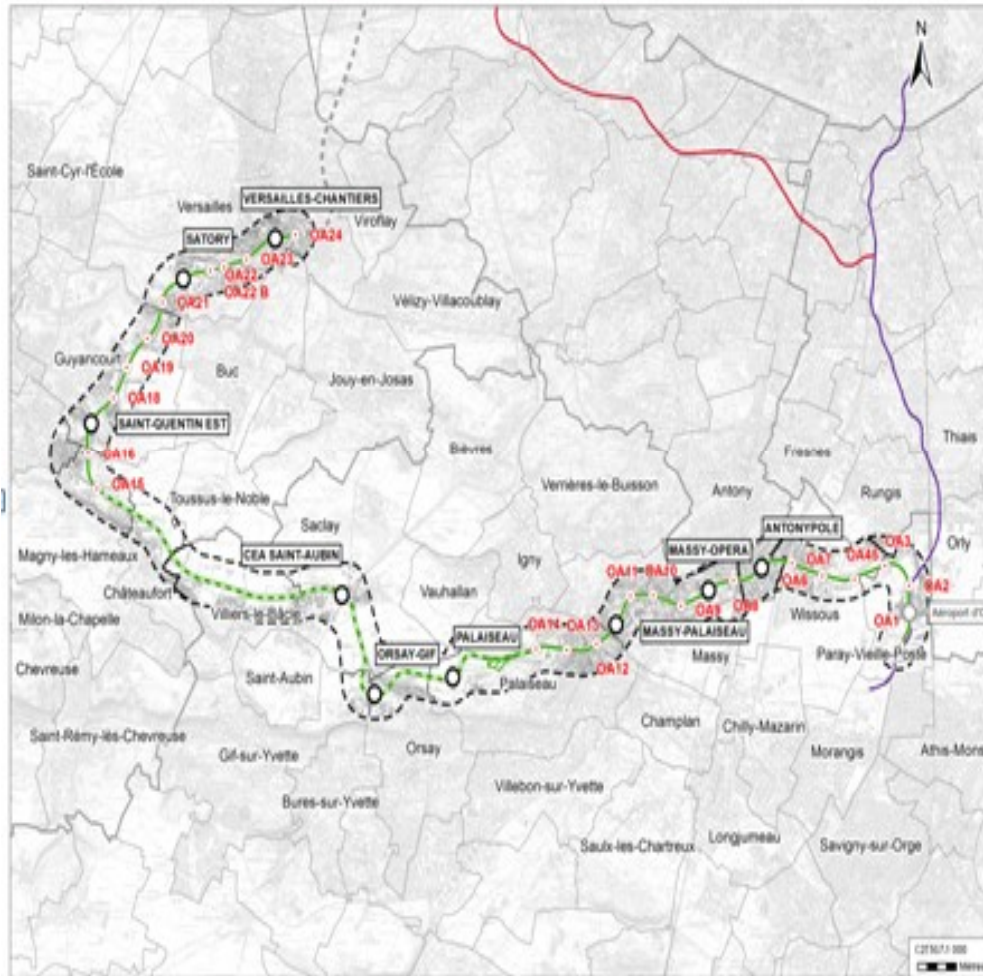 N
Saint-Cyr-l'École
Versailles
VERSAILLES-CHANTIERS
Viroflay
SATORY
OA24
OA23
OA22
OA22 B
OA21
Vélizy-Villacoublay
OA20
Guyancourt
OA19
Buc
Jouy-en-Josas
OA18
SAINT-QUENTIN EST
Thiais
Bièvres
Fresnes
OA16
OA15
Verrières-le-Buisson
Antony
Rungis
Toussus-le-Noble
Saclay
ANTONYPOLE
Orly
Magny-les-Hameaux
CEA SAINT-AUBIN
Igny
MASSY-OPERA
OA7
OA3
OA6
OA2
Châteaufort
Vauhallan
OA9
OA8
Wissous
OA1
Milon-la-Chapelle
Villiers-le-Bâcle
OA14
OA13
MASSY-PALAISEAU
PALAISEAU
ORSAY-GIF
OA12
Massy
Paray-Vieille-Poste
Chevreuse
Saint-Aubin
Palaiseau
Champlan
Chilly-Mazarin
Saint-Rémy-lès-Chevreuse
Gif-sur-Yvette
Orsay
Morangis
Athis-Mons
Villebon-sur-Yvette
Bures-sur-Yvette
Saulx-les-Chartreux
Longjumeau
Savigny-sur-Orge